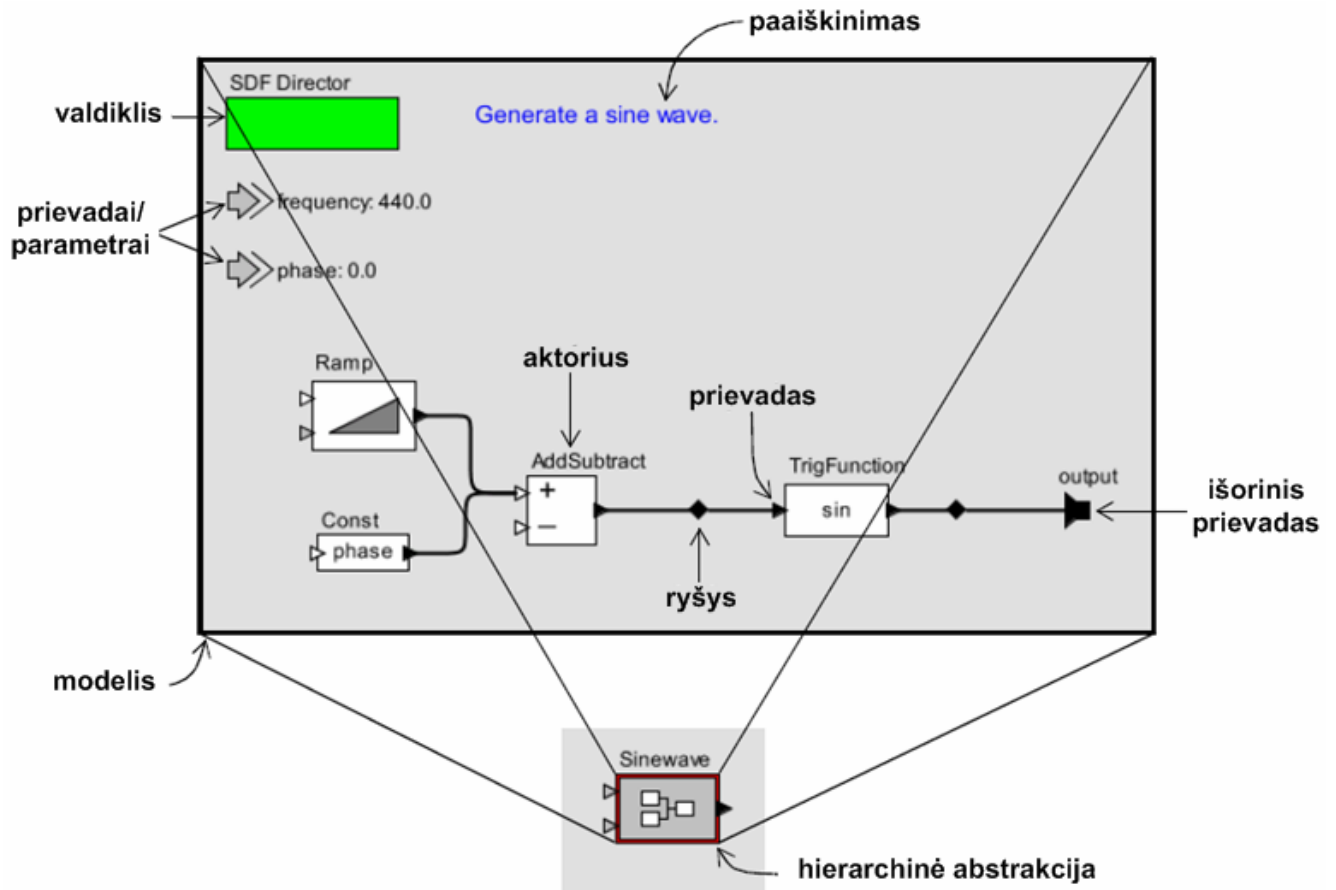 paaiškinimas
SDF Director
valdiklis
Generate a sine wave.
frequency: 440.0
prievadai/
parametrai
phase: 0.0
Ramp
aktorius
prievadas
AddSubtract
TrigFunction
output
+
sin
išorinis
prievadas
Const
phase
–
ryšys
modelis
Sinewave
hierarchinė abstrakcija